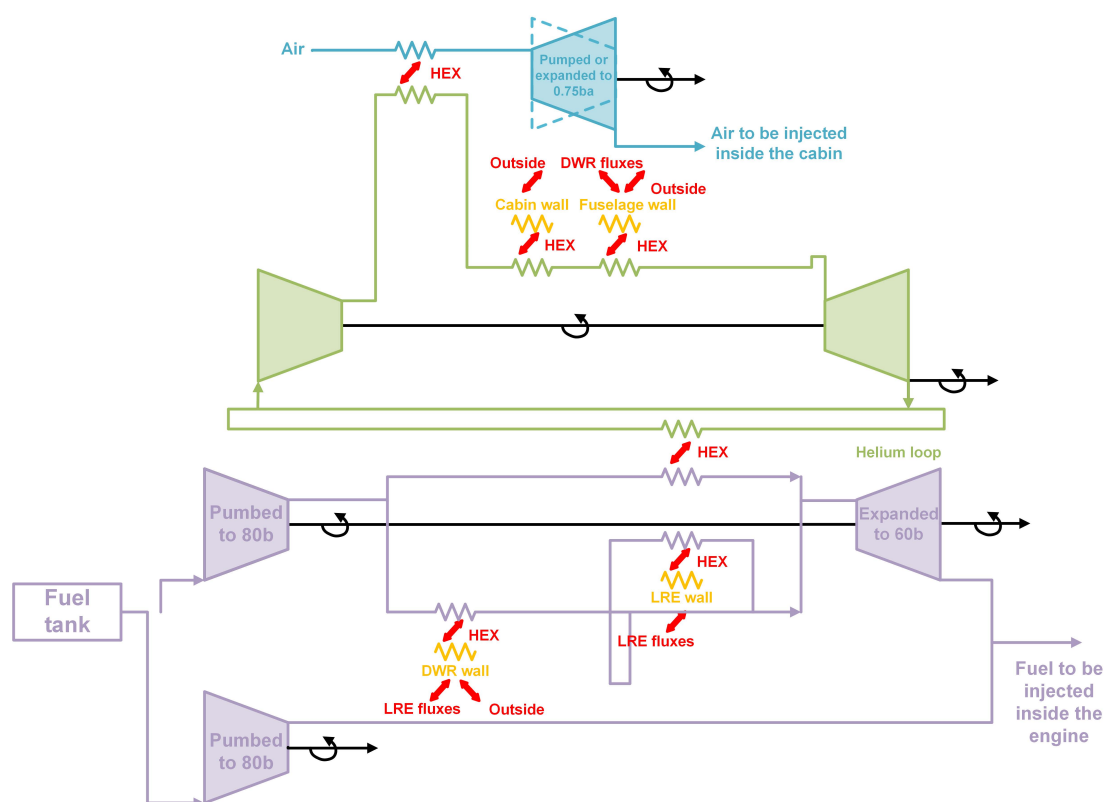 Air
HEX
Pumped or
expanded to
0.75ba
Air to be injected
inside the cabin
Outside
DWR fluxes
Outside
Cabin wall
Fuselage wall
HEX
HEX
HEX
Helium loop
Pumbed
to 80b
Expanded
to 60b
HEX
LRE wall
LRE fluxes
Fuel
tank
HEX
DWR wall
LRE fluxes
Outside
Fuel to be
injected
inside the
engine
Pumbed
to 80b